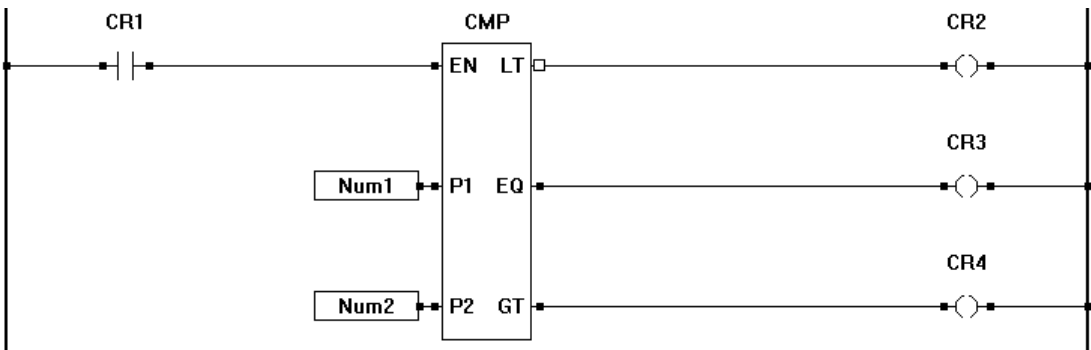 CR1 CMP CR2
EN LT
CR3
Num1 P1 EQ
CR4
Num2 P2 GT